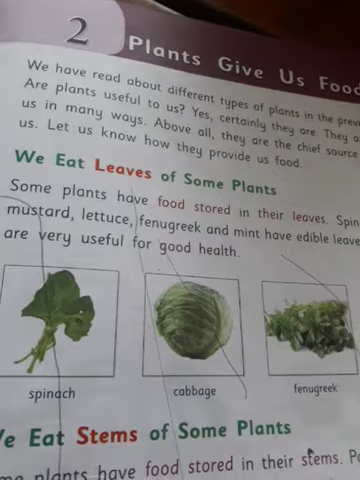 2
Plants Give Us Food
We have read about different types of plants in the
Are plants useful to us? Yes, certainly they are. They
us in many ways. Above all, they are the chief source
us. Let us know how they provide us food.
We Eat Leaves of Some Plants
Some plants have food stored in their leaves.
mustard, lettuce, fenugreek and mint have edible
are very useful for good health.
spinach cabbage fenugreek
Eat Stems of Some Plants
plants have food stored in their stems.